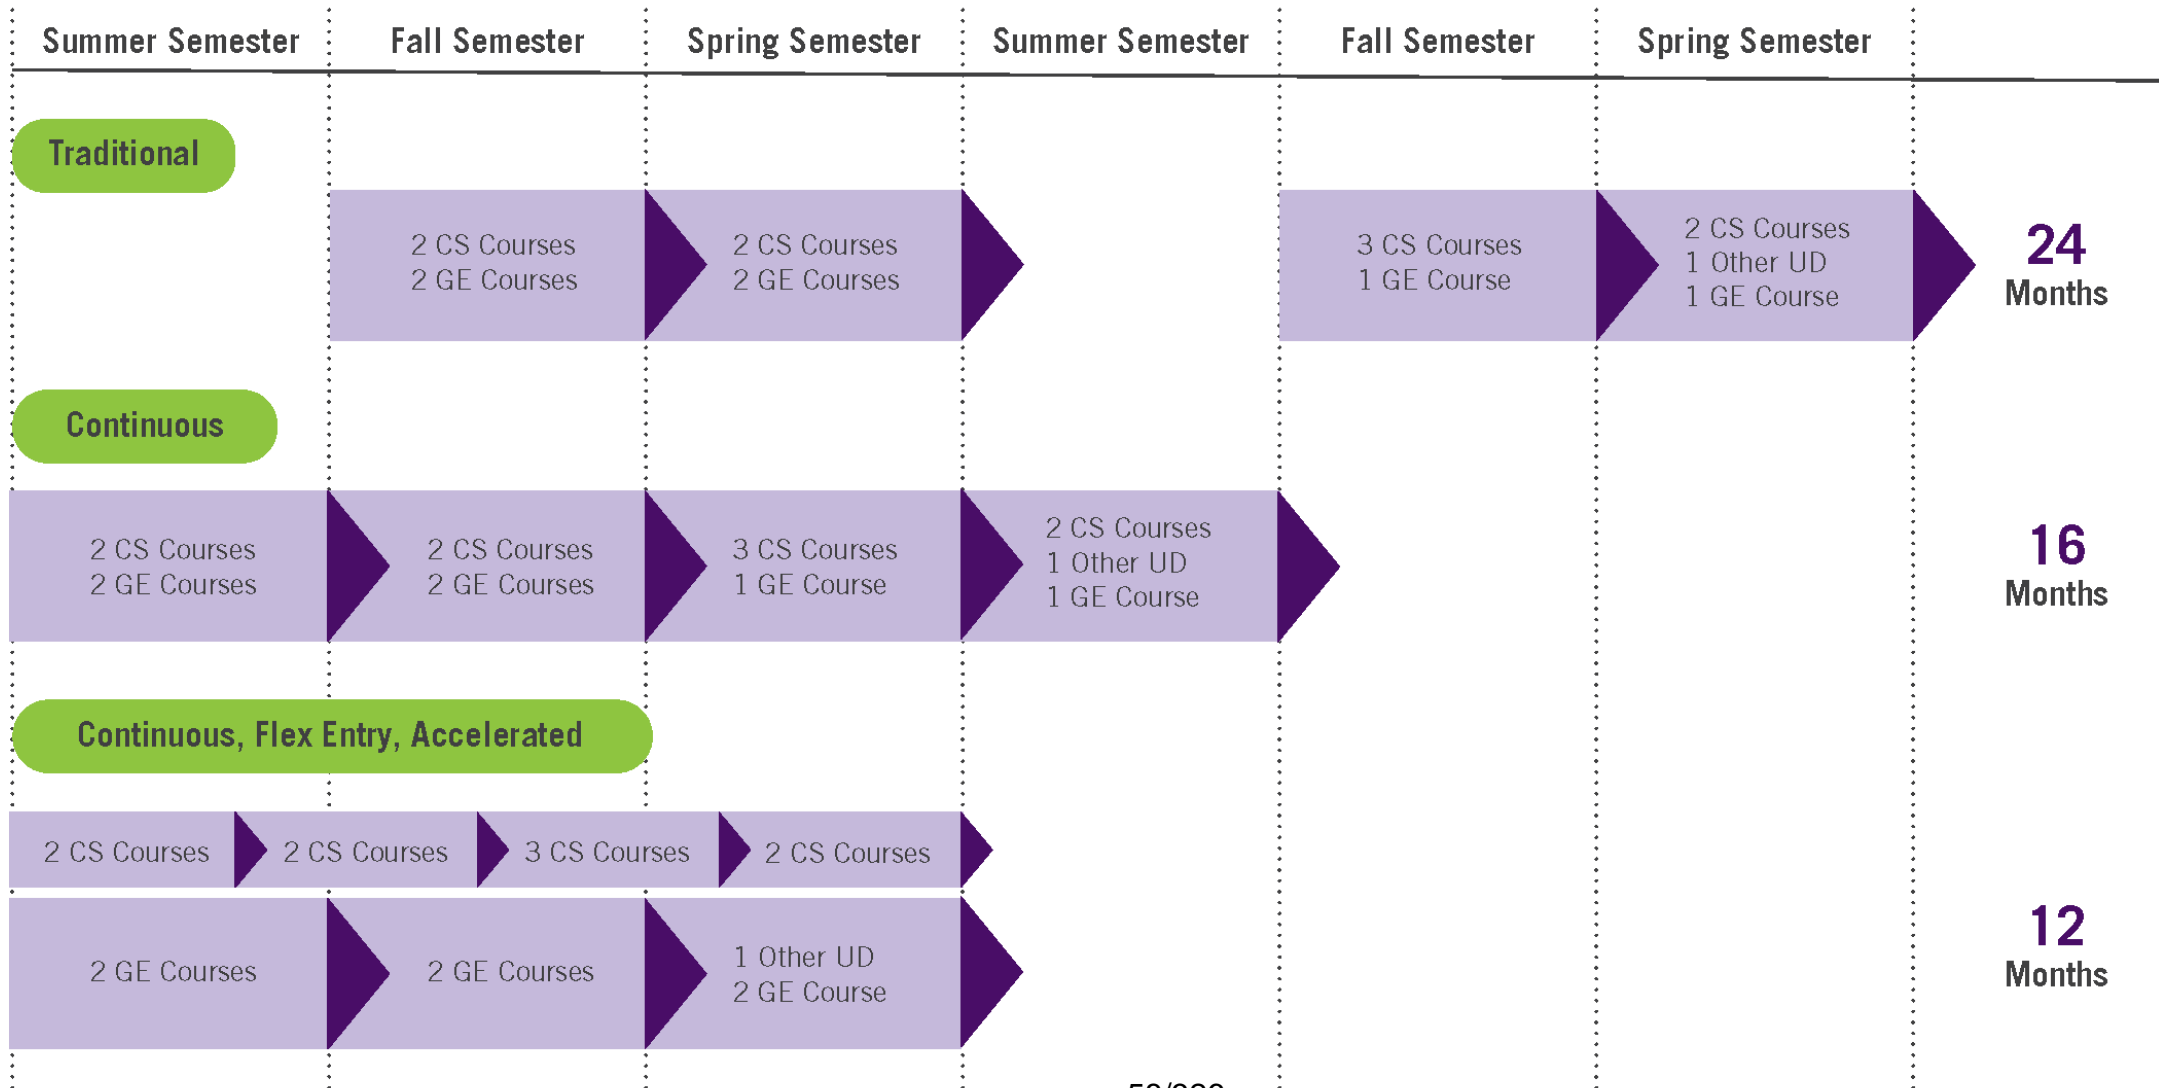 Summer Semester
Fall Semester
Spring Semester
Summer Semester
Fall Semester
Spring Semester
Traditional
2 CS Courses
2 GE Courses
2 CS Courses
2 GE Courses
3 CS Courses
1 GE Course
2 CS Courses
1 Other UD
1 GE Course
24
Months
Continuous
2 CS Courses
2 GE Courses
2 CS Courses
2 GE Courses
3 CS Courses
1 GE Course
2 CS Courses
1 Other UD
1 GE Course
16
Months
Continuous, Flex Entry, Accelerated
2 CS Courses
2 CS Courses
3 CS Courses
2 CS Courses
2 GE Courses
2 GE Courses
1 Other UD
2 GE Course
12
Months